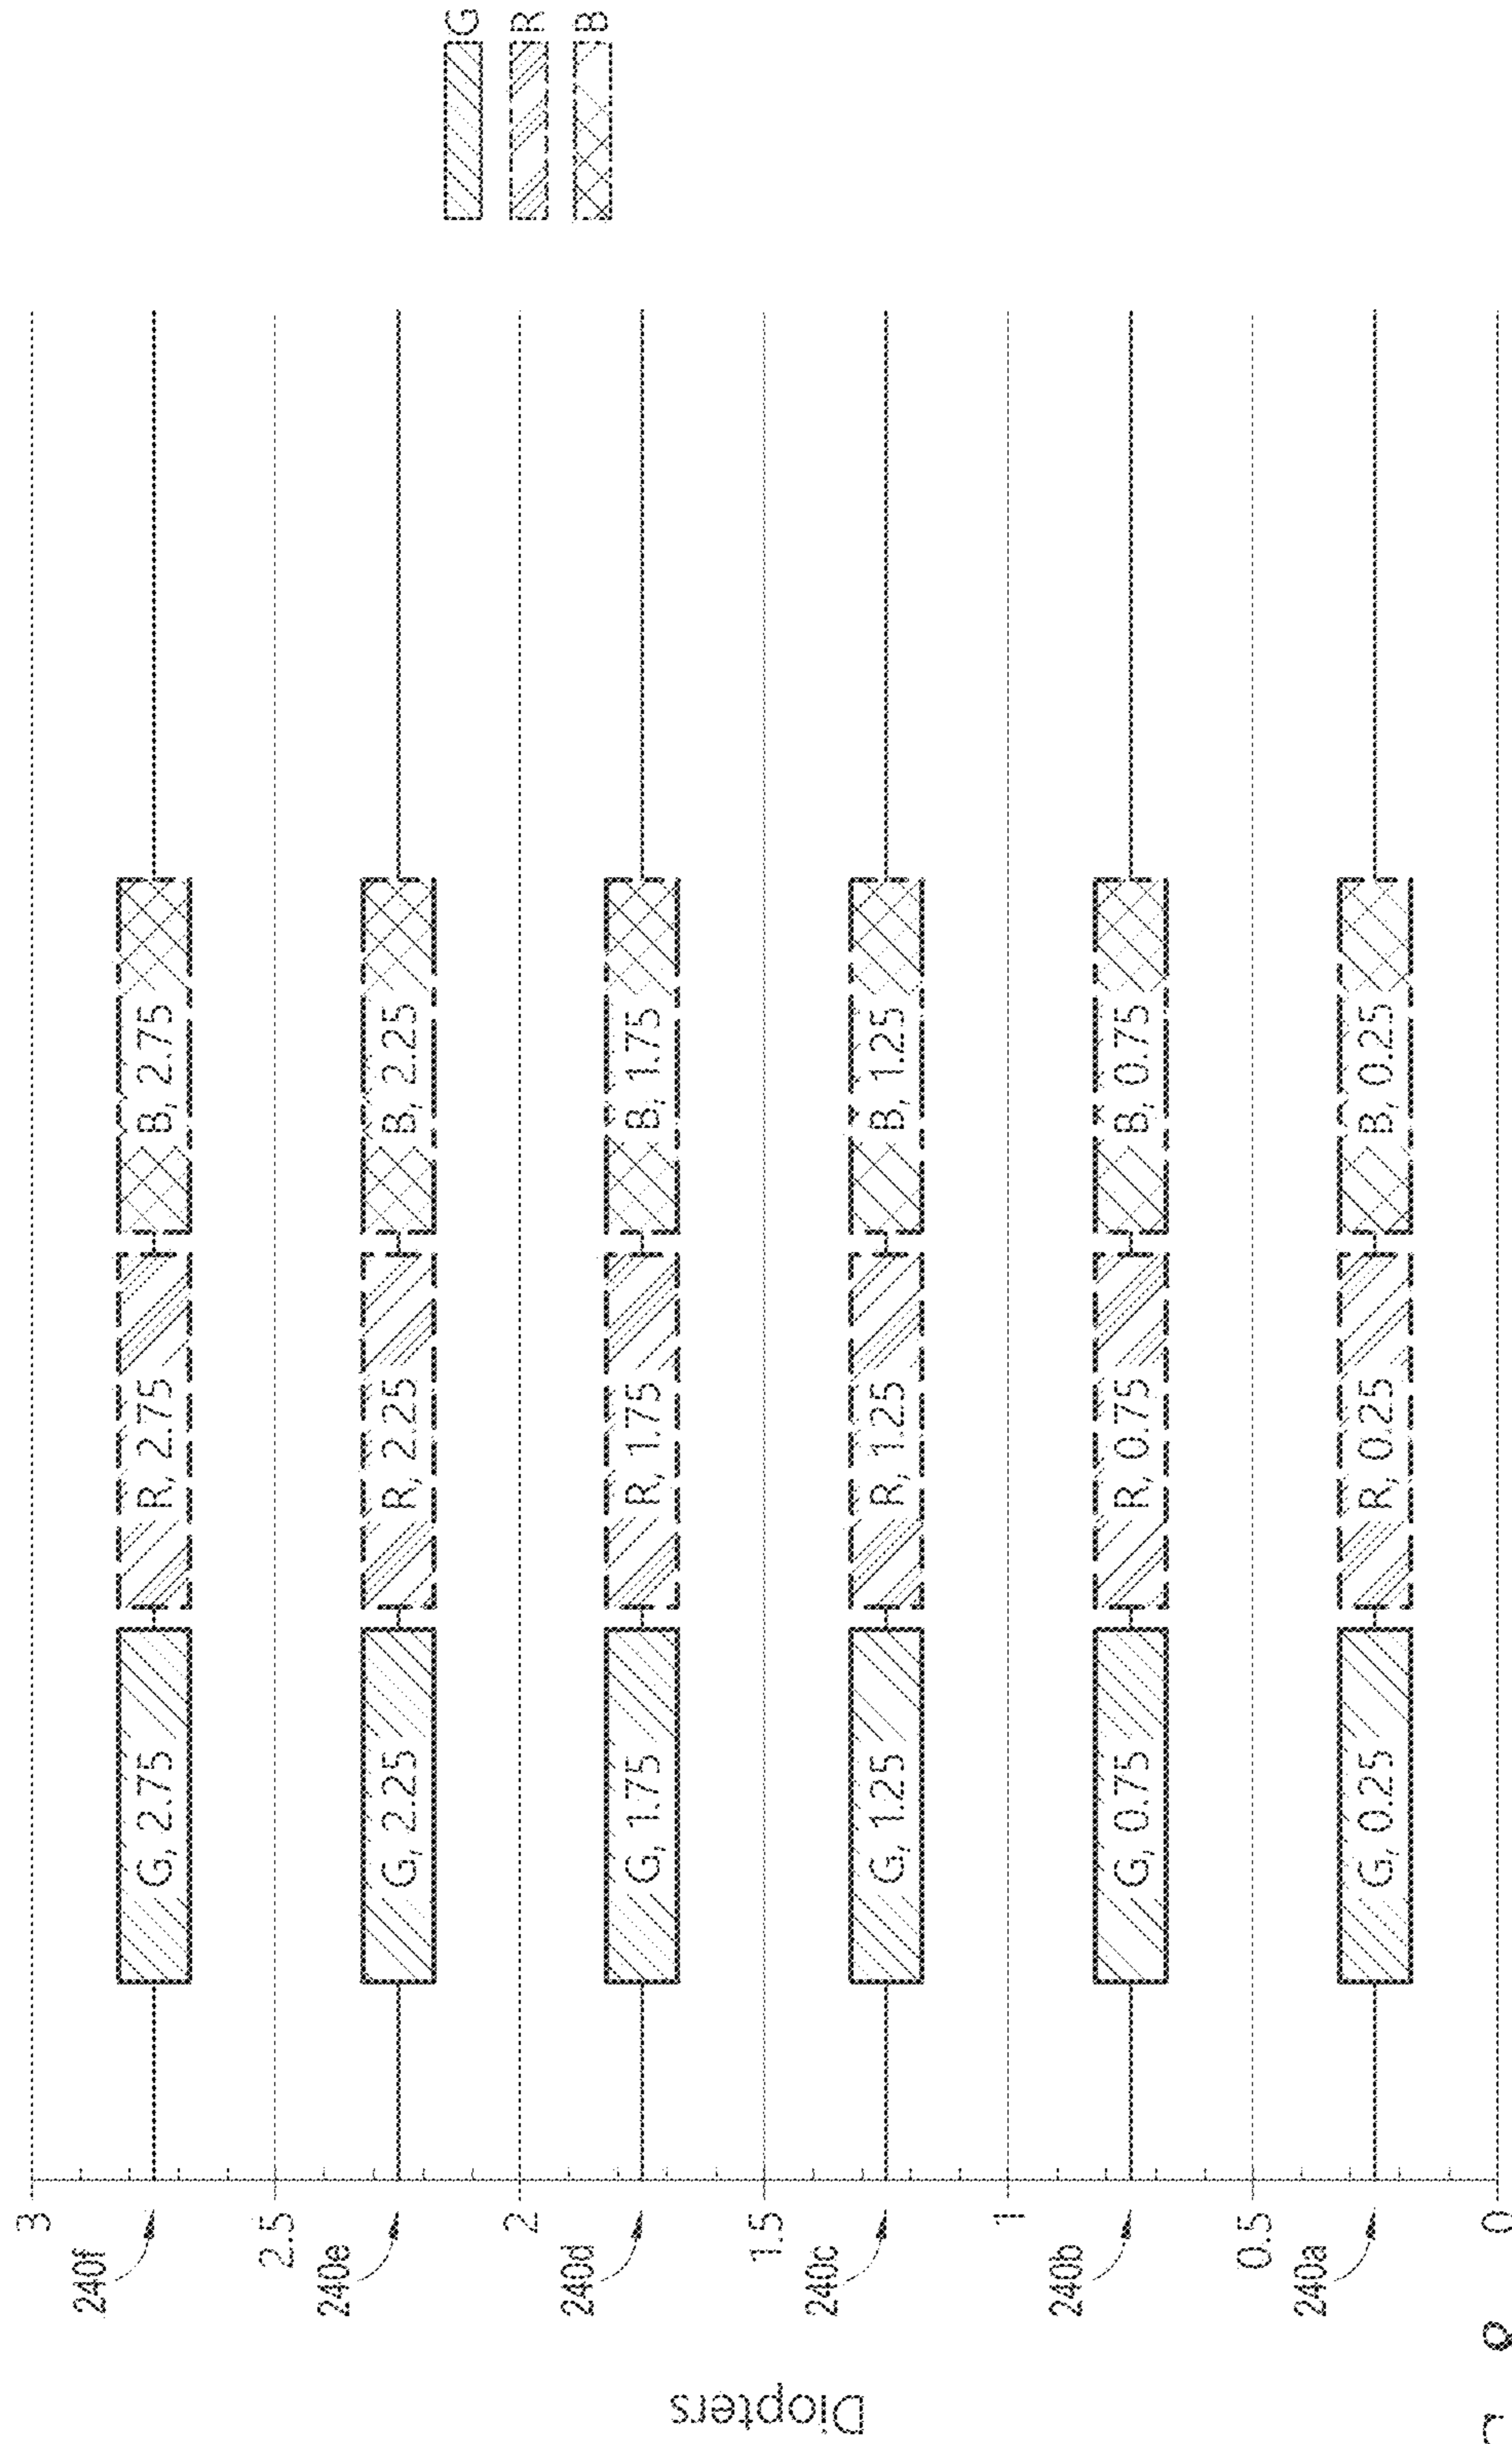 3
240f
G, 2.75 R, 2.75 B, 2.75
2.5
240e
G, 2.25 R, 2.25 B, 2.25
2
240d
G, 1.75 R, 1.75 B, 1.75
1.5
240c
G, 1.25 R, 1.25 B, 1.25
1
240b
G, 0.75 R, 0.75 B, 0.75
0.5
240a
G, 0.25 R, 0.25 B, 0.25
0
Diopters
G
R
B